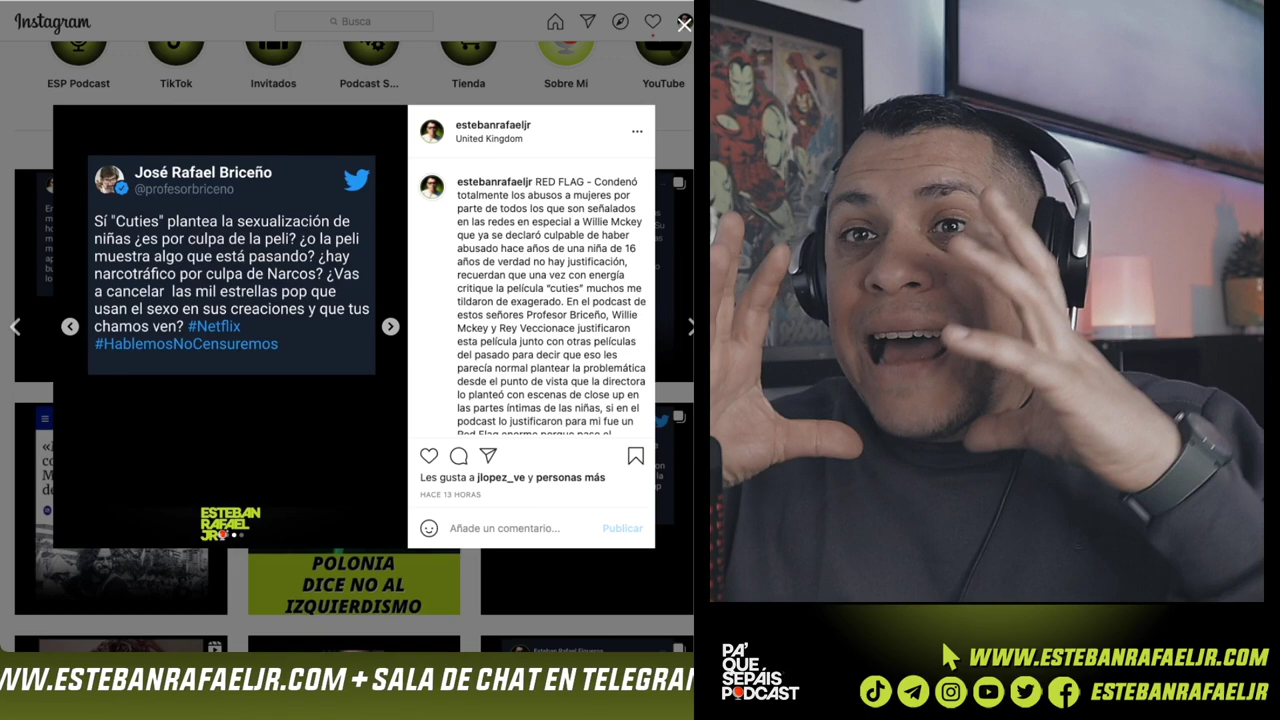 Instagram
Busca
ESP Podcast
TikTok
Invitados
Podcast S...
Tienda
Sobre Mi
YouTube
José Rafael Briceño
@profesorbriceno
Sí "Cuties" plantea la sexualización de
niñas ¿es por culpa de la peli? ¿o la peli
muestra algo que está pasando? ¿hay
narcotráfico por culpa de Narcos? ¿Vas
a cancelar las mil estrellas pop que
usan el sexo en sus creaciones y que tus
chamos ven? #Netflix
#HablemosNoCensuremos
ESTEBAN
RAFAEL
JR
estebanrafaeljr
United Kingdom
estebanrafaeljr RED FLAG - Condenó
totalmente los abusos a mujeres por
parte de todos los que son señalados
en las redes en especial a Willie Mckey
que ya se declaró culpable de haber
abusado hace años de una niña de 16
años de verdad no hay justificación,
recuerdan que una vez con energía
critique la película “cuties” muchos me
tildaron de exagerado. En el podcast de
estos señores Profesor Briceño, Willie
Mckey y Rey Veccionace justificaron
esta película junto con otras películas
del pasado para decir que eso les
parecía normal plantear la problemática
desde el punto de vista que la directora
lo planteó con escenas de close up en
las partes íntimas de las niñas, si en el
podcast lo justificaron para mi fue un
Red Flag enorme porque paso el
Les gusta a jlopez_ve y personas más
HACE 13 HORAS
Añade un comentario...
Publicar
POLONIA
DICE NO AL
IZQUIERDISMO
WW.ESTEBANRAFAELJR.COM + SALA DE CHAT EN TELEGRA
PA'
QUE
SEPÁIS
PODCAST
WWW.ESTEBANRAFAELJR.COM
ESTEBANRAFAELJR